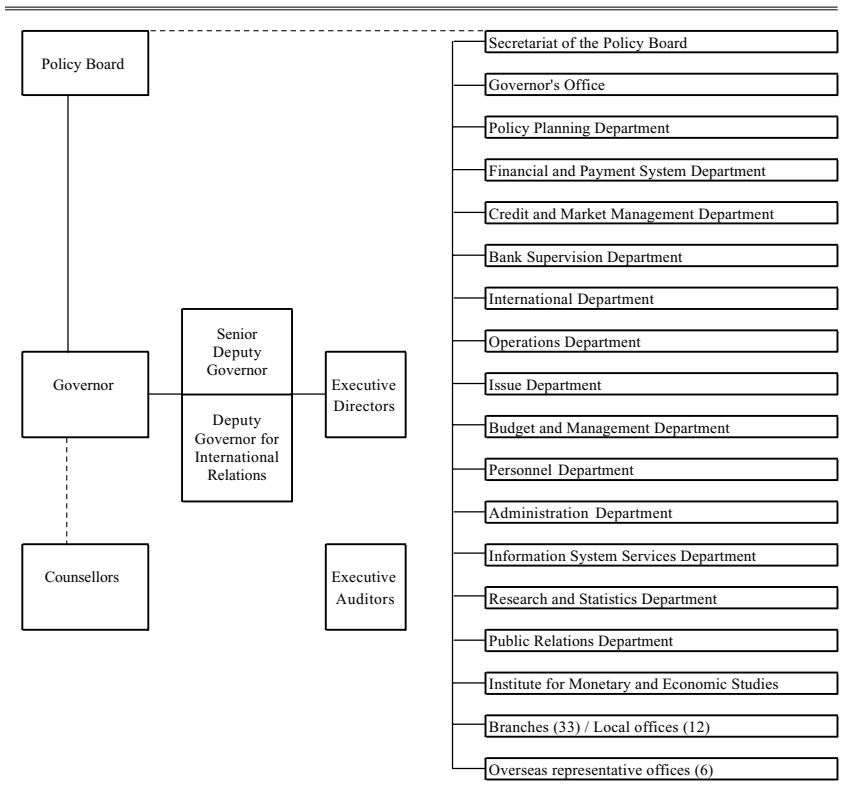 Policy Board
Governor
Senior
Deputy
Governor
Deputy
Governor for
International
Relations
Executive
Directors
Counsellors
Executive
Auditors
Secretariat of the Policy Board
Governor's Office
Policy Planning Department
Financial and Payment System Department
Credit and Market Management Department
Bank Supervision Department
International Department
Operations Department
Issue Department
Budget and Management Department
Personnel Department
Administration Department
Information System Services Department
Research and Statistics Department
Public Relations Department
Institute for Monetary and Economic Studies
Branches (33) / Local offices (12)
Overseas representative offices (6)